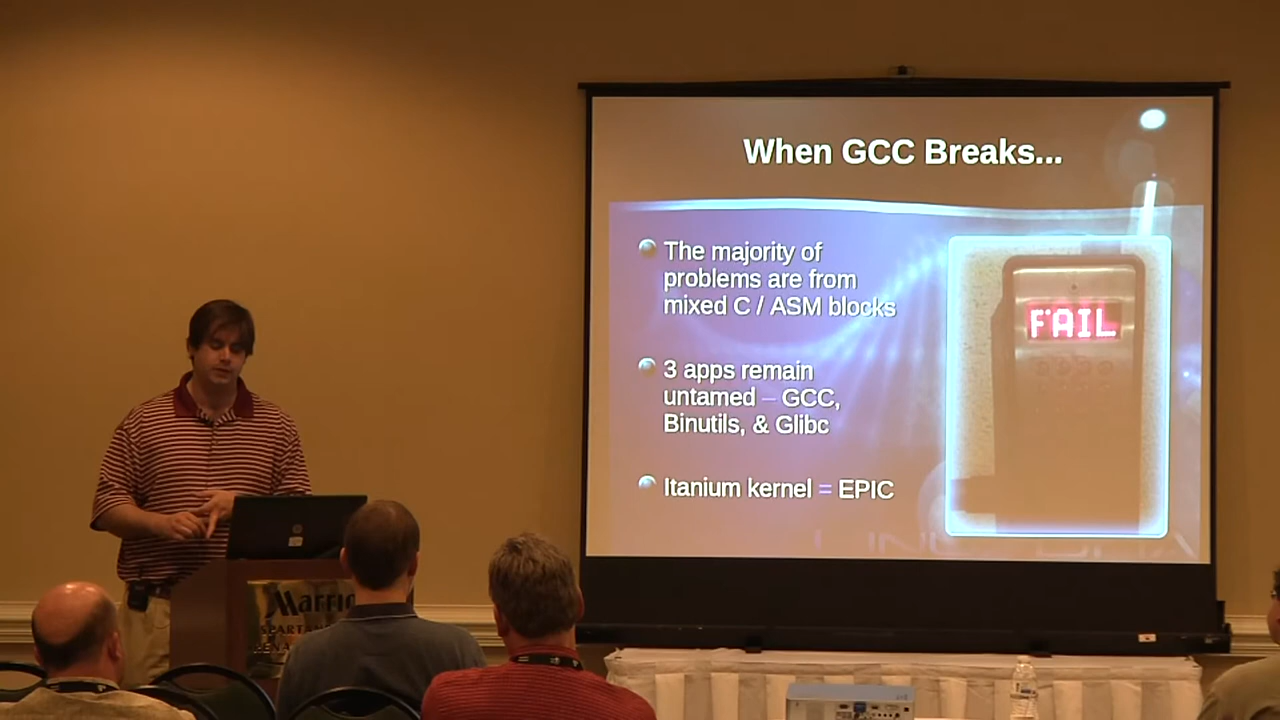 When GCC Breaks...
The majority of
problems are from
mixed C / ASM blocks
3 apps remain
untamed – GCC,
Binutils, & Glibc
Itanium kernel = EPIC
FAIL
Marrio
SPARTA